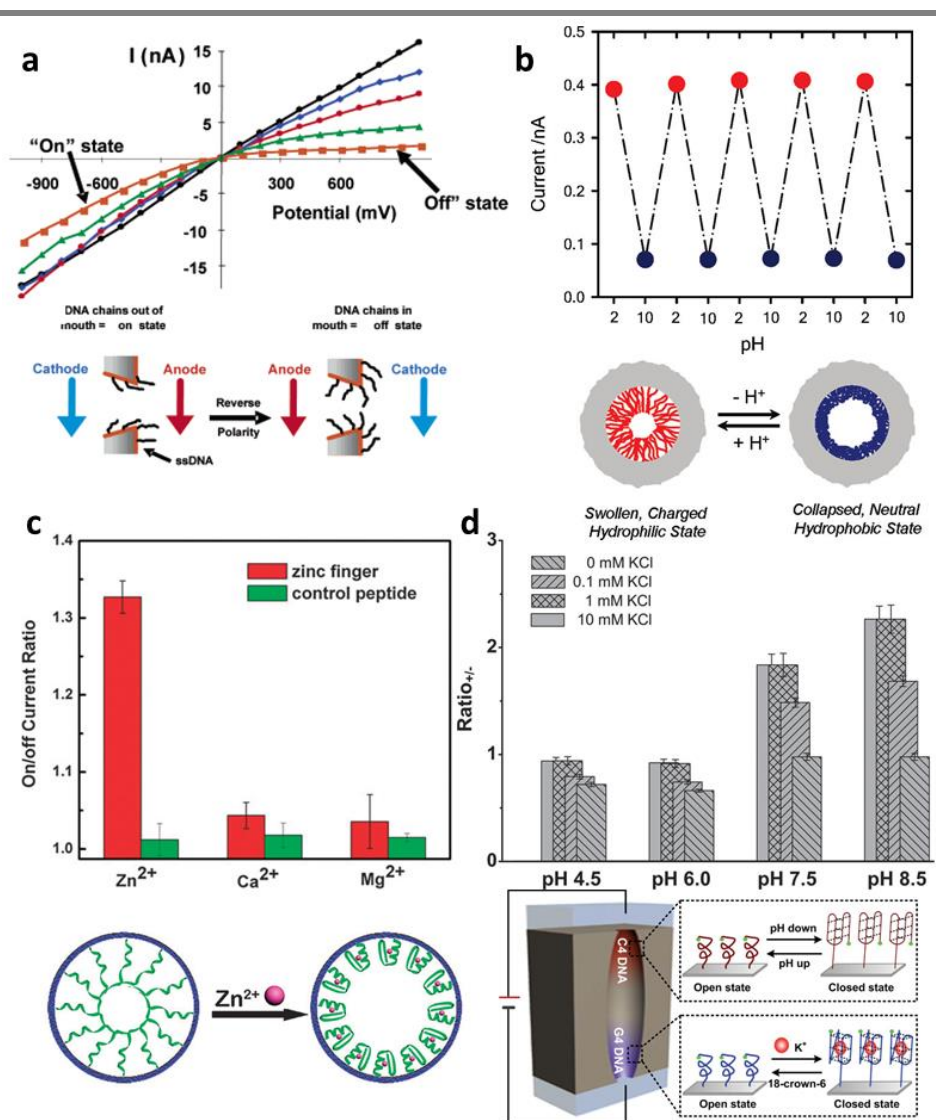 a
I (nA)
15
10
5
"On" state
-900
-600
300
600
-5
-10
-15
Potential (mV)
Off" state
DNA chains out of
mouth = on state
DNA chains in
mouth = off state
Cathode
Anode
Anode
Cathode
Reverse
Polarity
ssDNA
b
0.5
0.4
0.3
0.2
0.1
0.0
Current /nA
2 10 2 10 2 10 2 10 2 10
pH
- H+
+ H+
Swollen, Charged
Hydrophilic State
Collapsed, Neutral
Hydrophobic State
c
1.4
1.3
1.2
1.1
1.0
On/off Current Ratio
zinc finger
control peptide
Zn2+
Ca2+
Mg2+
Zn2+
d
3
2
1
0
Ratio+/-
0 mM KCl
0.1 mM KCl
1 mM KCl
10 mM KCl
pH 4.5
pH 6.0
pH 7.5
pH 8.5
C4 DNA
G4 DNA
pH down
pH up
Open state
Closed state
K+
18-crown-6
Open state
Closed state